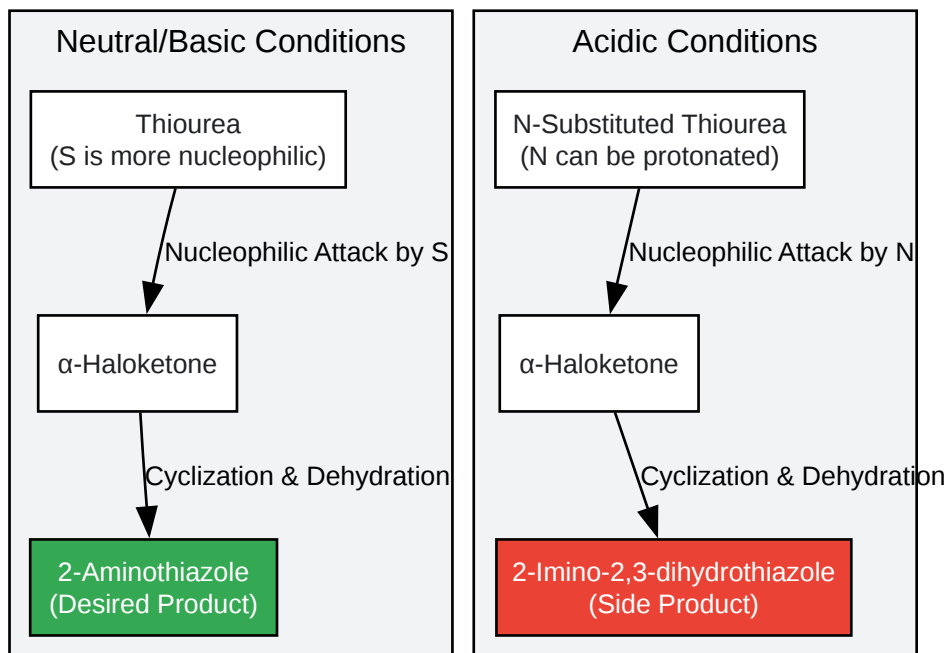 Neutral/Basic Conditions
Thiourea
(S is more nucleophilic)
Nucleophilic Attack by S
α-Haloketone
Cyclization & Dehydration
2-Aminothiazole
(Desired Product)
Acidic Conditions
N-Substituted Thiourea
(N can be protonated)
Nucleophilic Attack by N
α-Haloketone
Cyclization & Dehydration
2-Imino-2,3-dihydrothiazole
(Side Product)